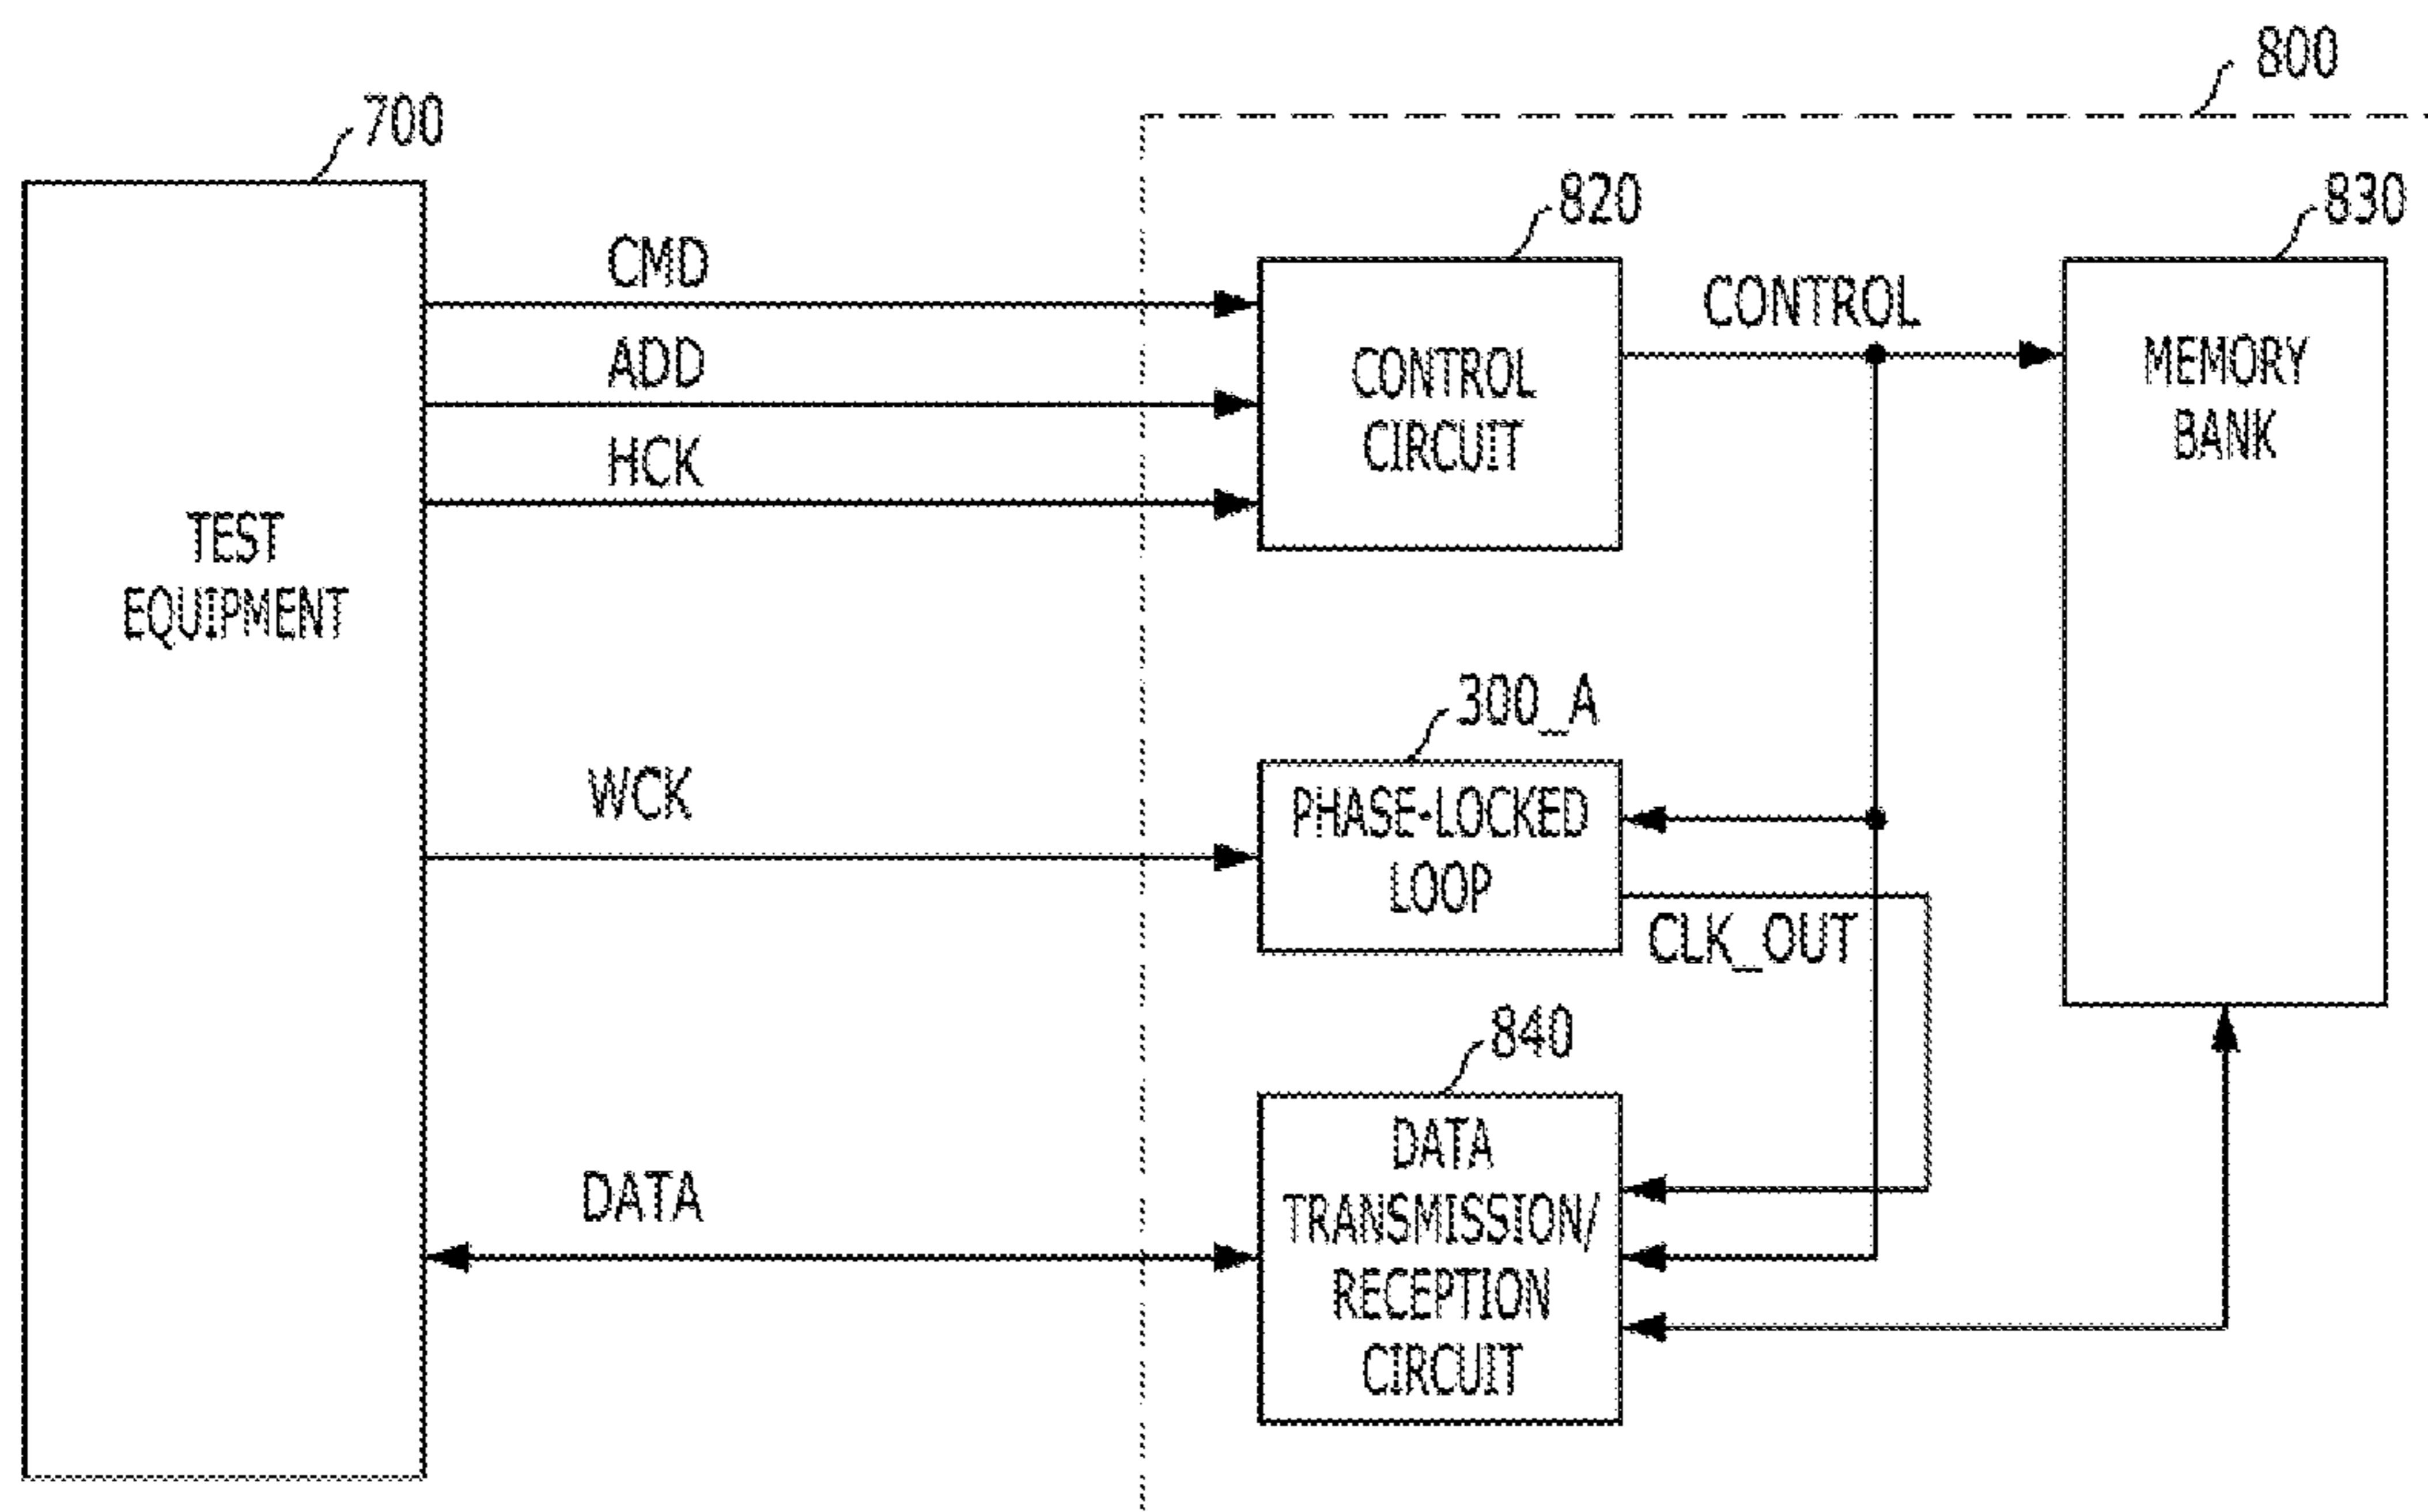 800
700
820
830
CMD
CONTROL
ADD
MEMORY
BANK
CONTROL
CIRCUIT
HCK
TEST
EQUIPMENT
300_A
WCK
PHASE-LOCKED
LOOP
CLK_OUT
840
DATA
DATA
TRANSMISSION/
RECEPTION
CIRCUIT